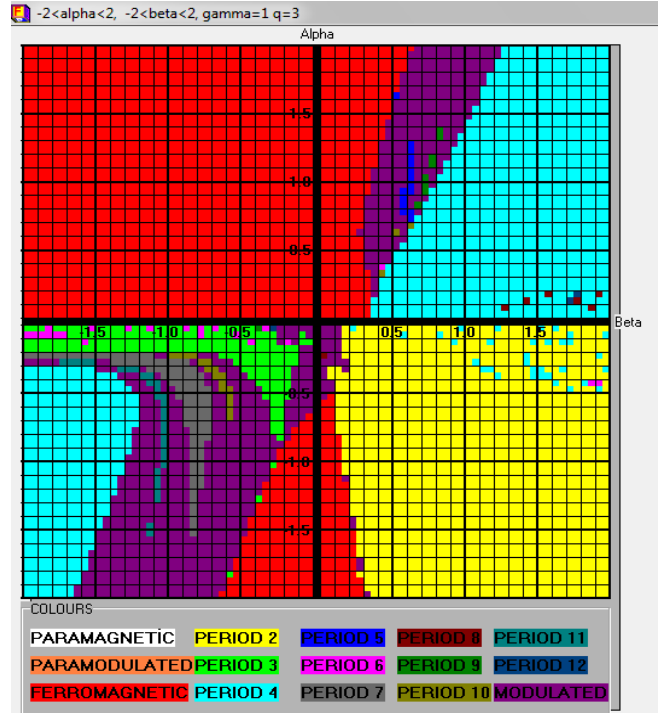 -2<alpha<2, -2<beta<2, gamma=1 q=3
Alpha
1.5
1.0
0.5
-1.5 -1.0 -0.5 0.5 1.0 1.5 Beta
-0.5
-1.0
-1.5
COLOURS
PARAMAGNETİC PERIOD 2 PERIOD 5 PERIOD 8 PERIOD 11
PARAMODULATED PERIOD 3 PERIOD 6 PERIOD 9 PERIOD 12
FERROMAGNETIC PERIOD 4 PERIOD 7 PERIOD 10 MODULATED